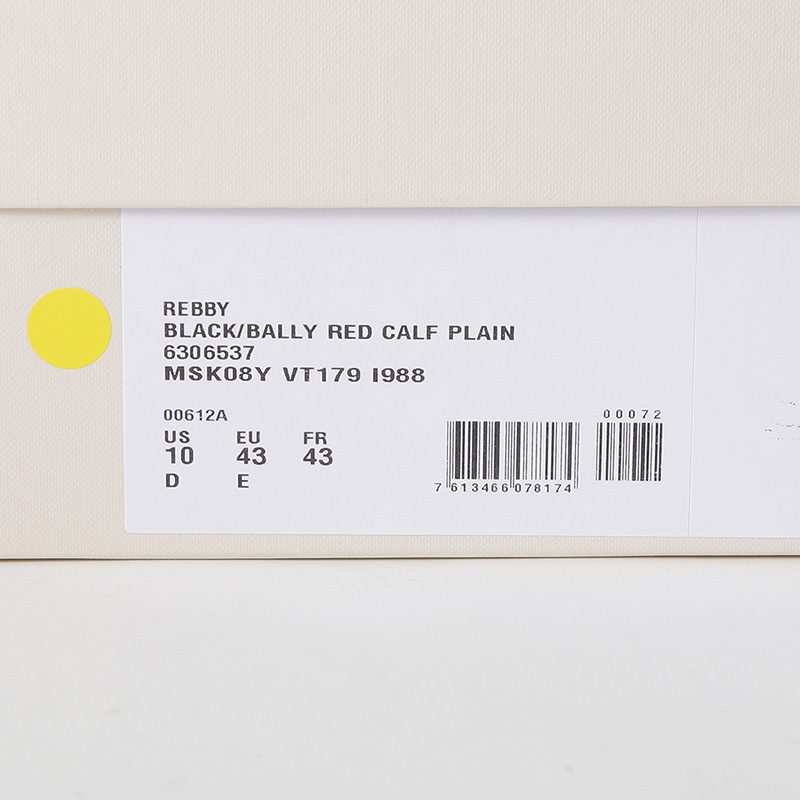 REBBY
BLACK/BALLY RED CALF PLAIN
6306537
MSK08Y VT179 I988
00612A
US EU FR
10 43 43
D E
00072
7 613466 078174